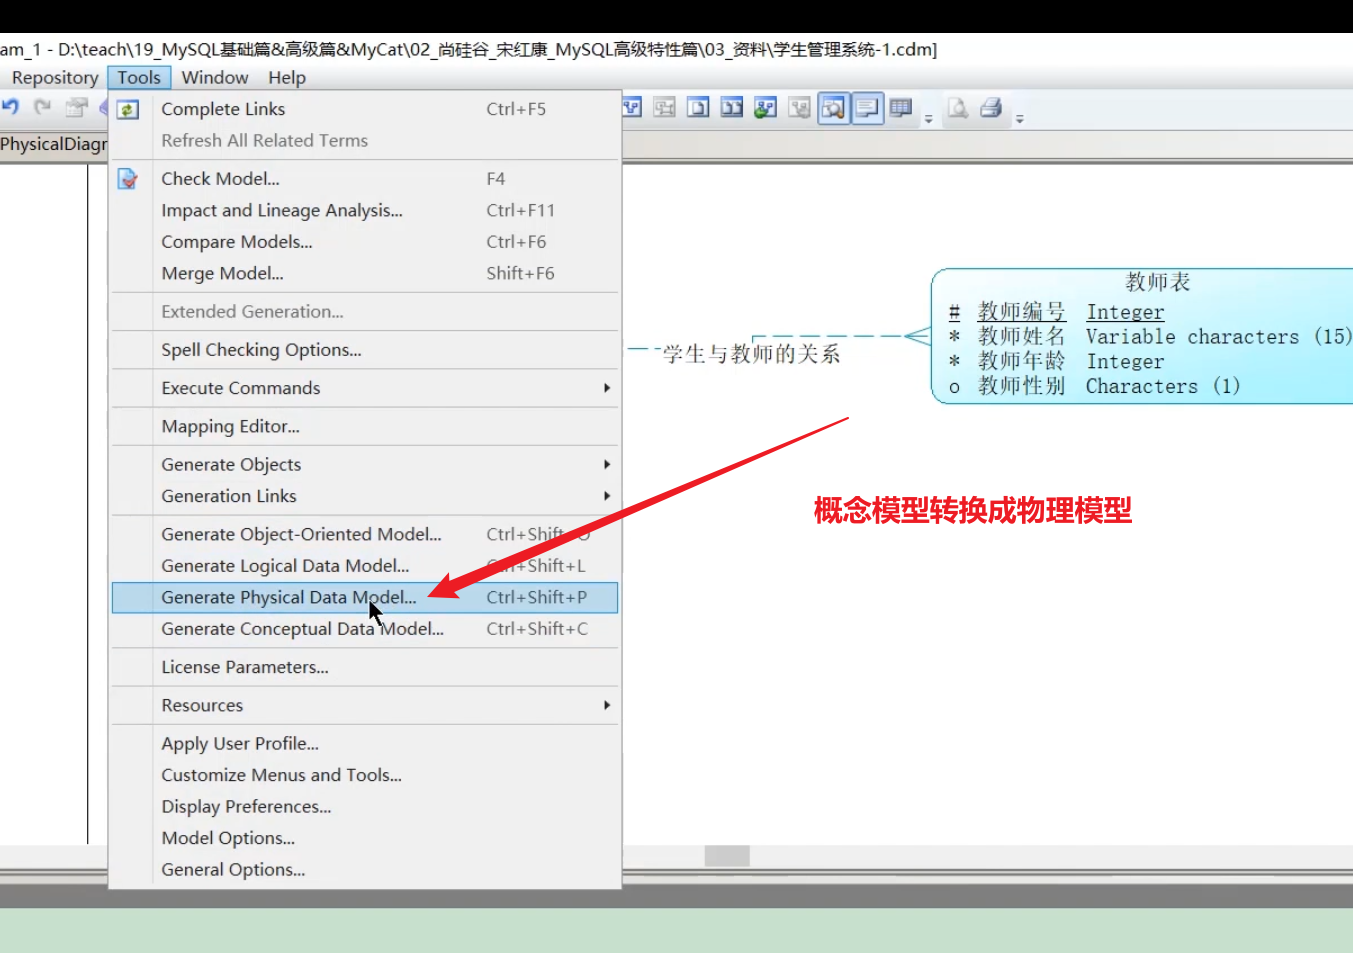 am_1 - D:\teach\19_MySQL基础篇&高级篇&MyCat\02_尚硅谷_宋红康_MySQL高级特性篇\03_资料\学生管理系统-1.cdm]
Repository Tools Window Help
PhysicalDiagr
Complete Links Ctrl+F5
Refresh All Related Terms
Check Model... F4
Impact and Lineage Analysis... Ctrl+F11
Compare Models... Ctrl+F6
Merge Model... Shift+F6
Extended Generation...
Spell Checking Options...
Execute Commands
Mapping Editor...
Generate Objects
Generation Links
Generate Object-Oriented Model... Ctrl+Shift+O
Generate Logical Data Model... Ctrl+Shift+L
Generate Physical Data Model... Ctrl+Shift+P
Generate Conceptual Data Model... Ctrl+Shift+C
License Parameters...
Resources
Apply User Profile...
Customize Menus and Tools...
Display Preferences...
Model Options...
General Options...
学生与教师的关系
教师表
# 教师编号 Integer
* 教师姓名 Variable characters (15)
* 教师年龄 Integer
o 教师性别 Characters (1)
概念模型转换成物理模型